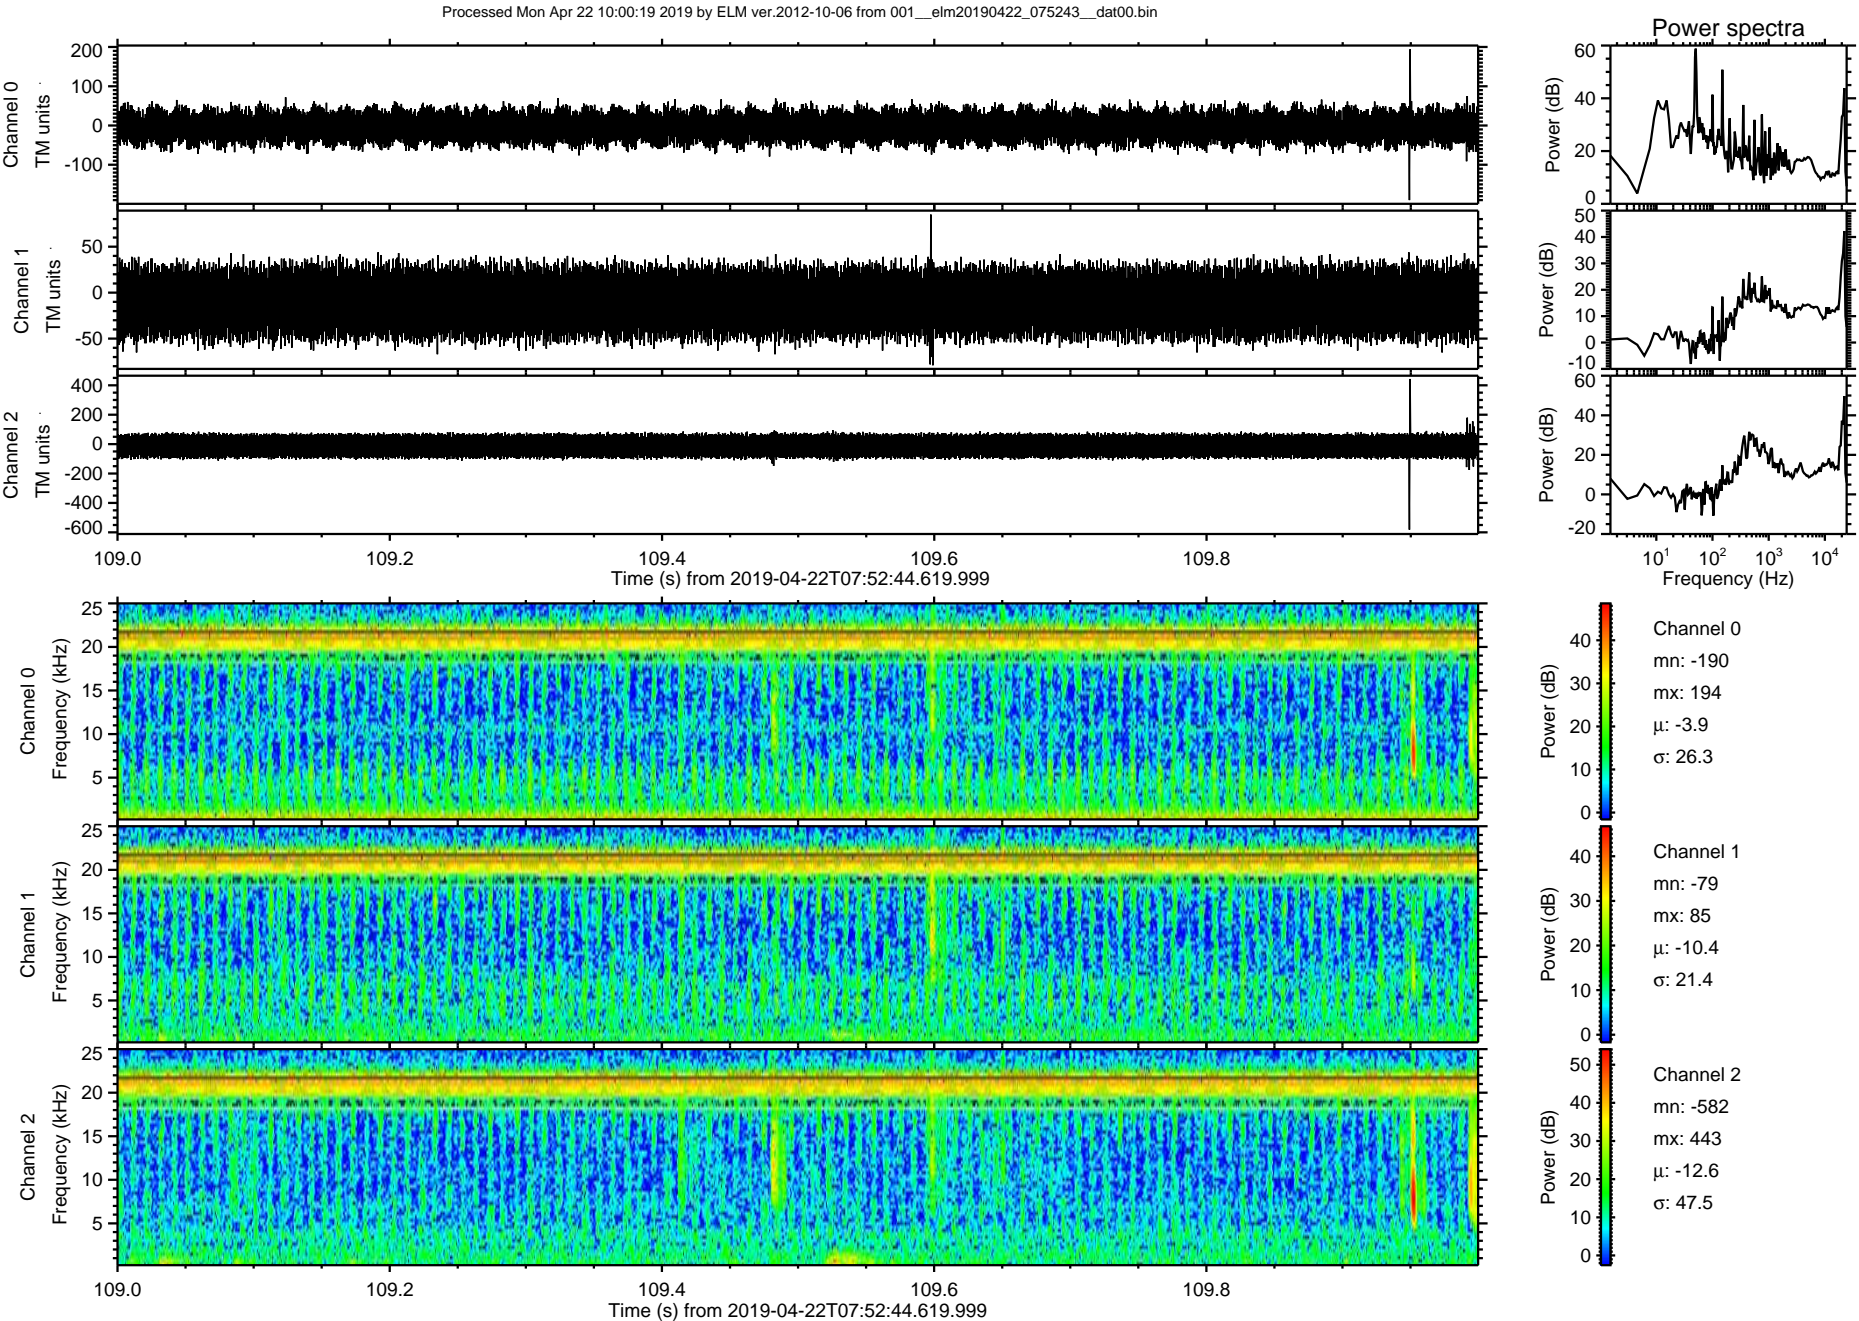 Processed Mon Apr 22 10:00:19 2019 by ELM ver.2012-10-06 from 001__elm20190422_075243__dat00.bin
Power spectra
Channel 0
TM units
200
100
0
-100
Power (dB)
60
40
20
0
Channel 1
TM units
50
0
-50
Power (dB)
50
40
30
20
10
0
-10
Channel 2
TM units
400
200
0
-200
-400
-600
Power (dB)
60
40
20
0
-20
109.0 109.2 109.4 109.6 109.8
Time (s) from 2019-04-22T07:52:44.619.999
10¹ 10² 10³ 10⁴
Frequency (Hz)
Channel 0
Frequency (kHz)
25
20
15
10
5
Power (dB)
40
30
20
10
0
Channel 0
mn: -190
mx: 194
µ: -3.9
σ: 26.3
Channel 1
Frequency (kHz)
25
20
15
10
5
Power (dB)
40
30
20
10
0
Channel 1
mn: -79
mx: 85
µ: -10.4
σ: 21.4
Channel 2
Frequency (kHz)
25
20
15
10
5
Power (dB)
50
40
30
20
10
0
Channel 2
mn: -582
mx: 443
µ: -12.6
σ: 47.5
109.0 109.2 109.4 109.6 109.8
Time (s) from 2019-04-22T07:52:44.619.999